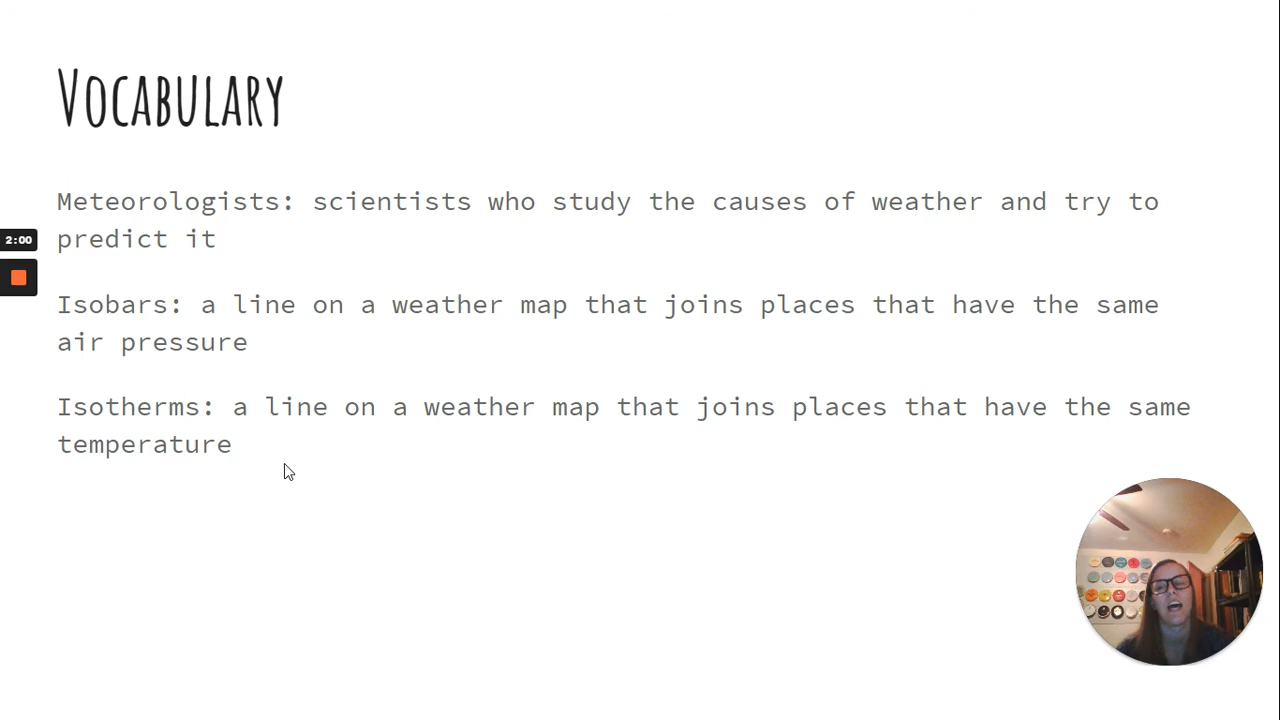 Vocabulary
Meteorologists: scientists who study the causes of weather and try to
predict it
2:00
Isobars: a line on a weather map that joins places that have the same
air pressure
Isotherms: a line on a weather map that joins places that have the same
temperature